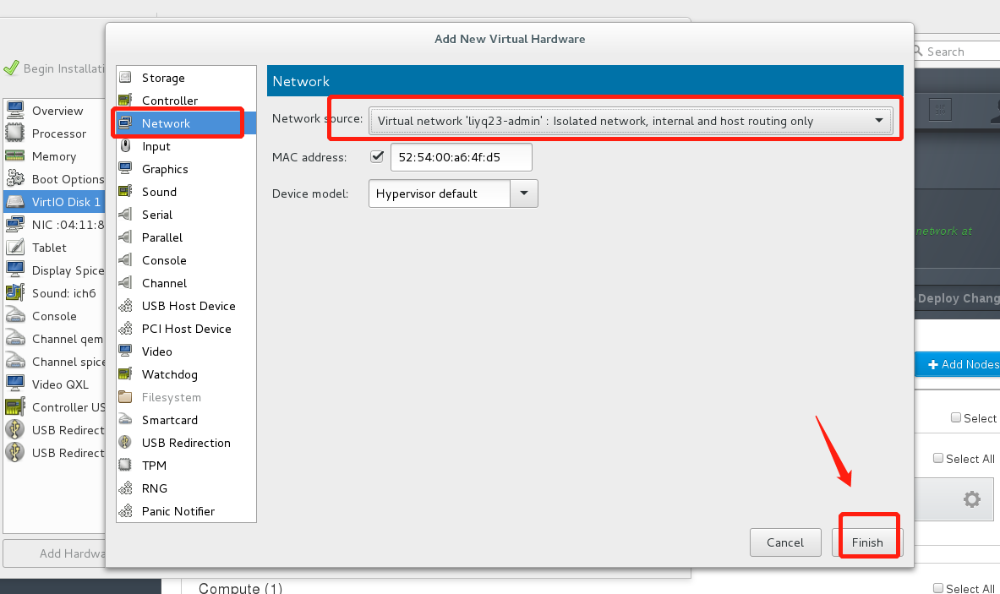 Add New Virtual Hardware
Begin Installati
Search
Overview
Processor
Memory
Boot Options
VirtIO Disk 1
NIC :04:11:8
Tablet
Display Spice
Sound: ich6
Console
Channel qem
Channel spice
Video QXL
Controller US
USB Redirect
USB Redirect
Add Hardwa
Storage
Controller
Network
Input
Graphics
Sound
Serial
Parallel
Console
Channel
USB Host Device
PCI Host Device
Video
Watchdog
Filesystem
Smartcard
USB Redirection
TPM
RNG
Panic Notifier
Network
Network source: Virtual network 'liyq23-admin' : Isolated network, internal and host routing only
MAC address: 52:54:00:a6:4f:d5
Device model: Hypervisor default
Cancel Finish
network at
Deploy Chang
Add Nodes
Select
Select All
Compute (1)
Select All